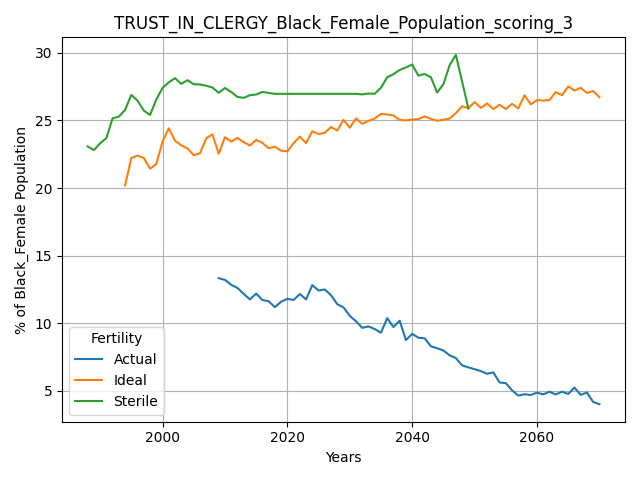 TRUST_IN_CLERGY_Black_Female_Population_scoring_3
% of Black_Female Population
30
25
20
15
10
5
Fertility
Actual
Ideal
Sterile
2000
2020
2040
2060
Years